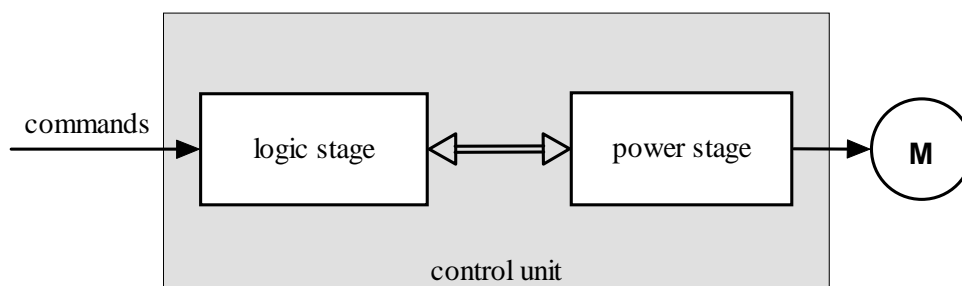 commands
logic stage
power stage
M
control unit